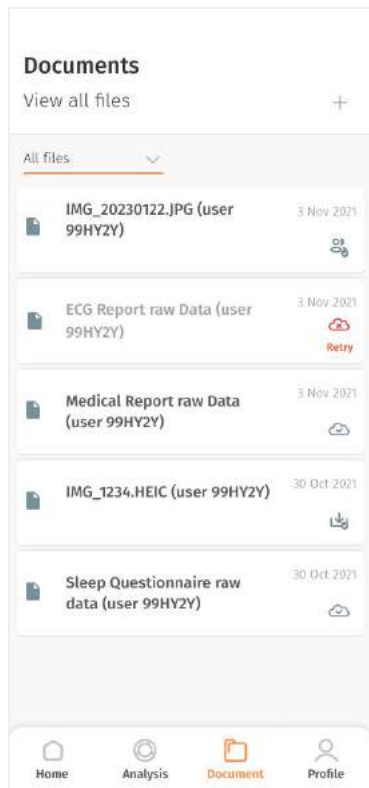 Documents
View all files
+
All files
IMG_20230122.JPG (user
99HY2Y)
3 Nov 2021
ECG Report raw Data (user
99HY2Y)
3 Nov 2021
Retry
Medical Report raw Data
(user 99HY2Y)
3 Nov 2021
IMG_1234.HEIC (user 99HY2Y)
30 Oct 2021
Sleep Questionnaire raw
data (user 99HY2Y)
30 Oct 2021
Home
Analysis
Document
Profile